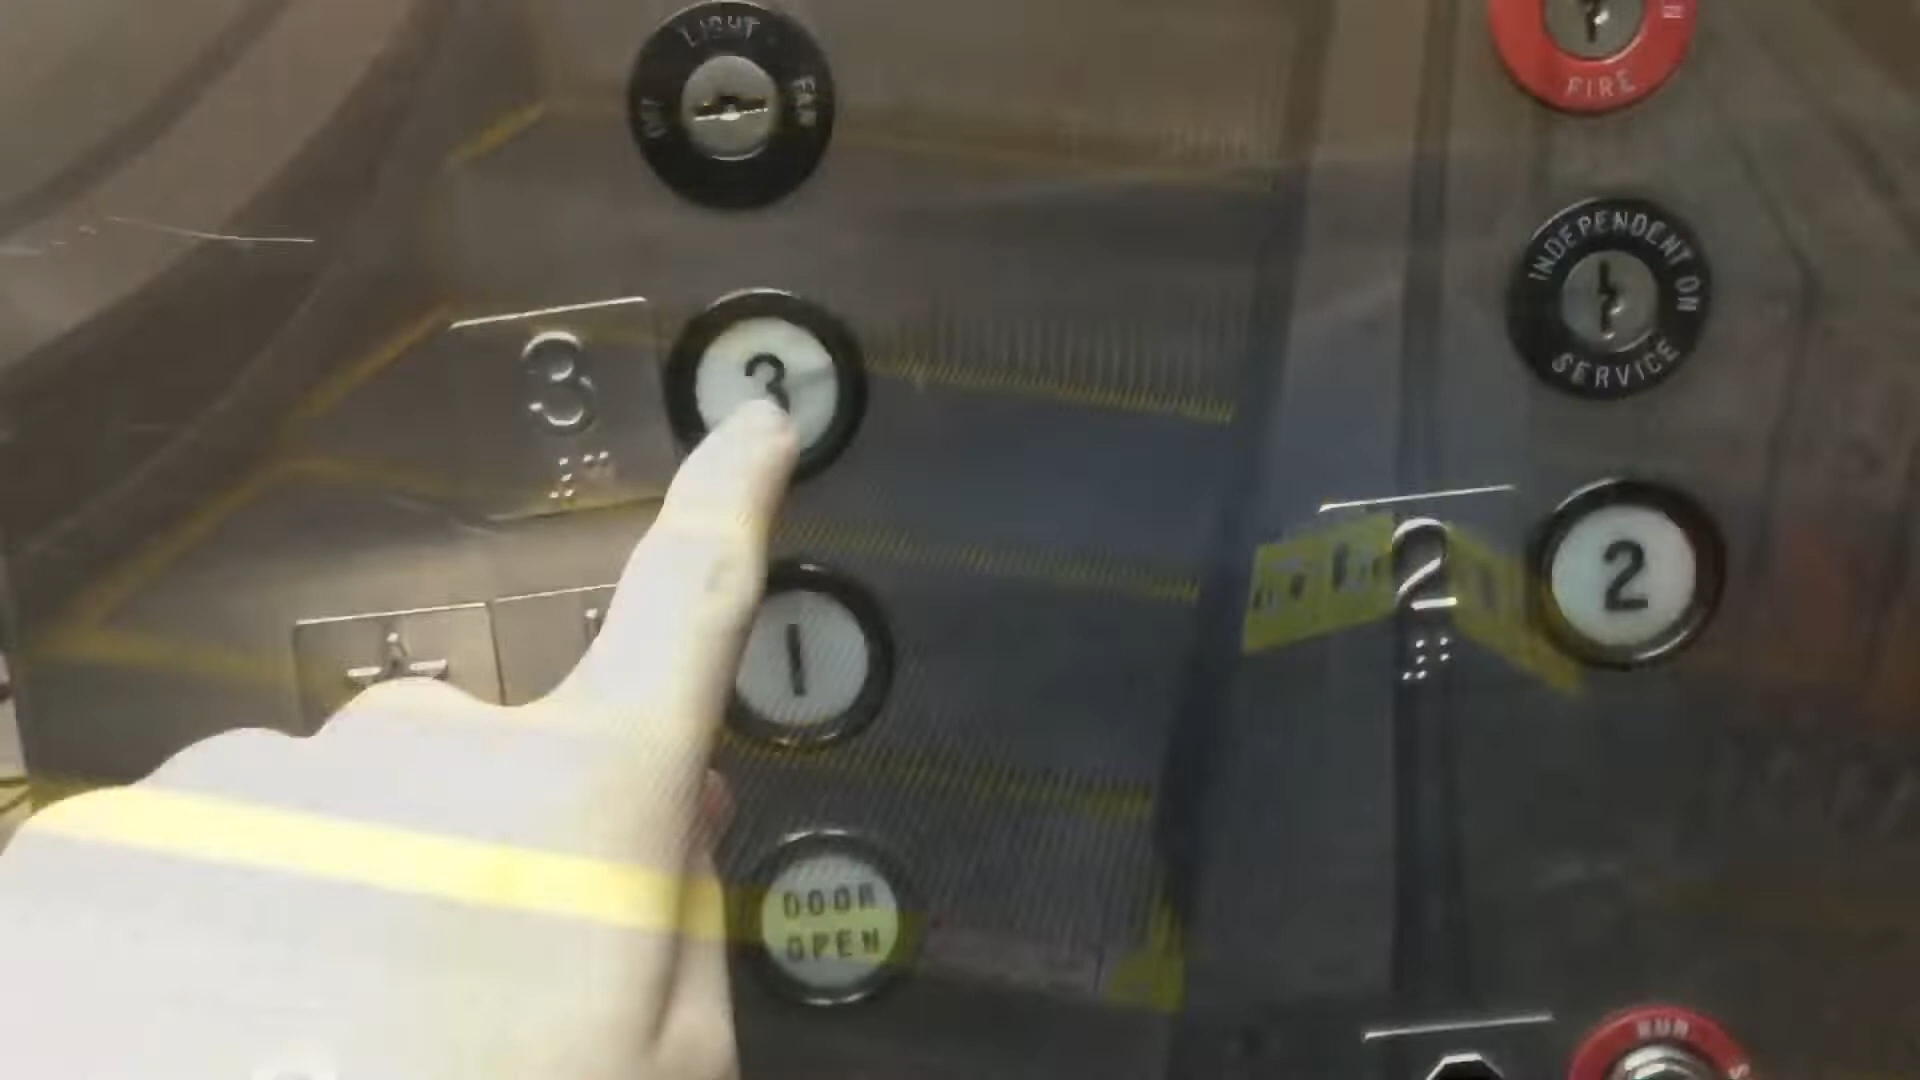 LIGHT
OFF
FAN
FIRE
INDEPENDENT ON
SERVICE
3
3
2
2
1
DOOR
OPEN
RUN